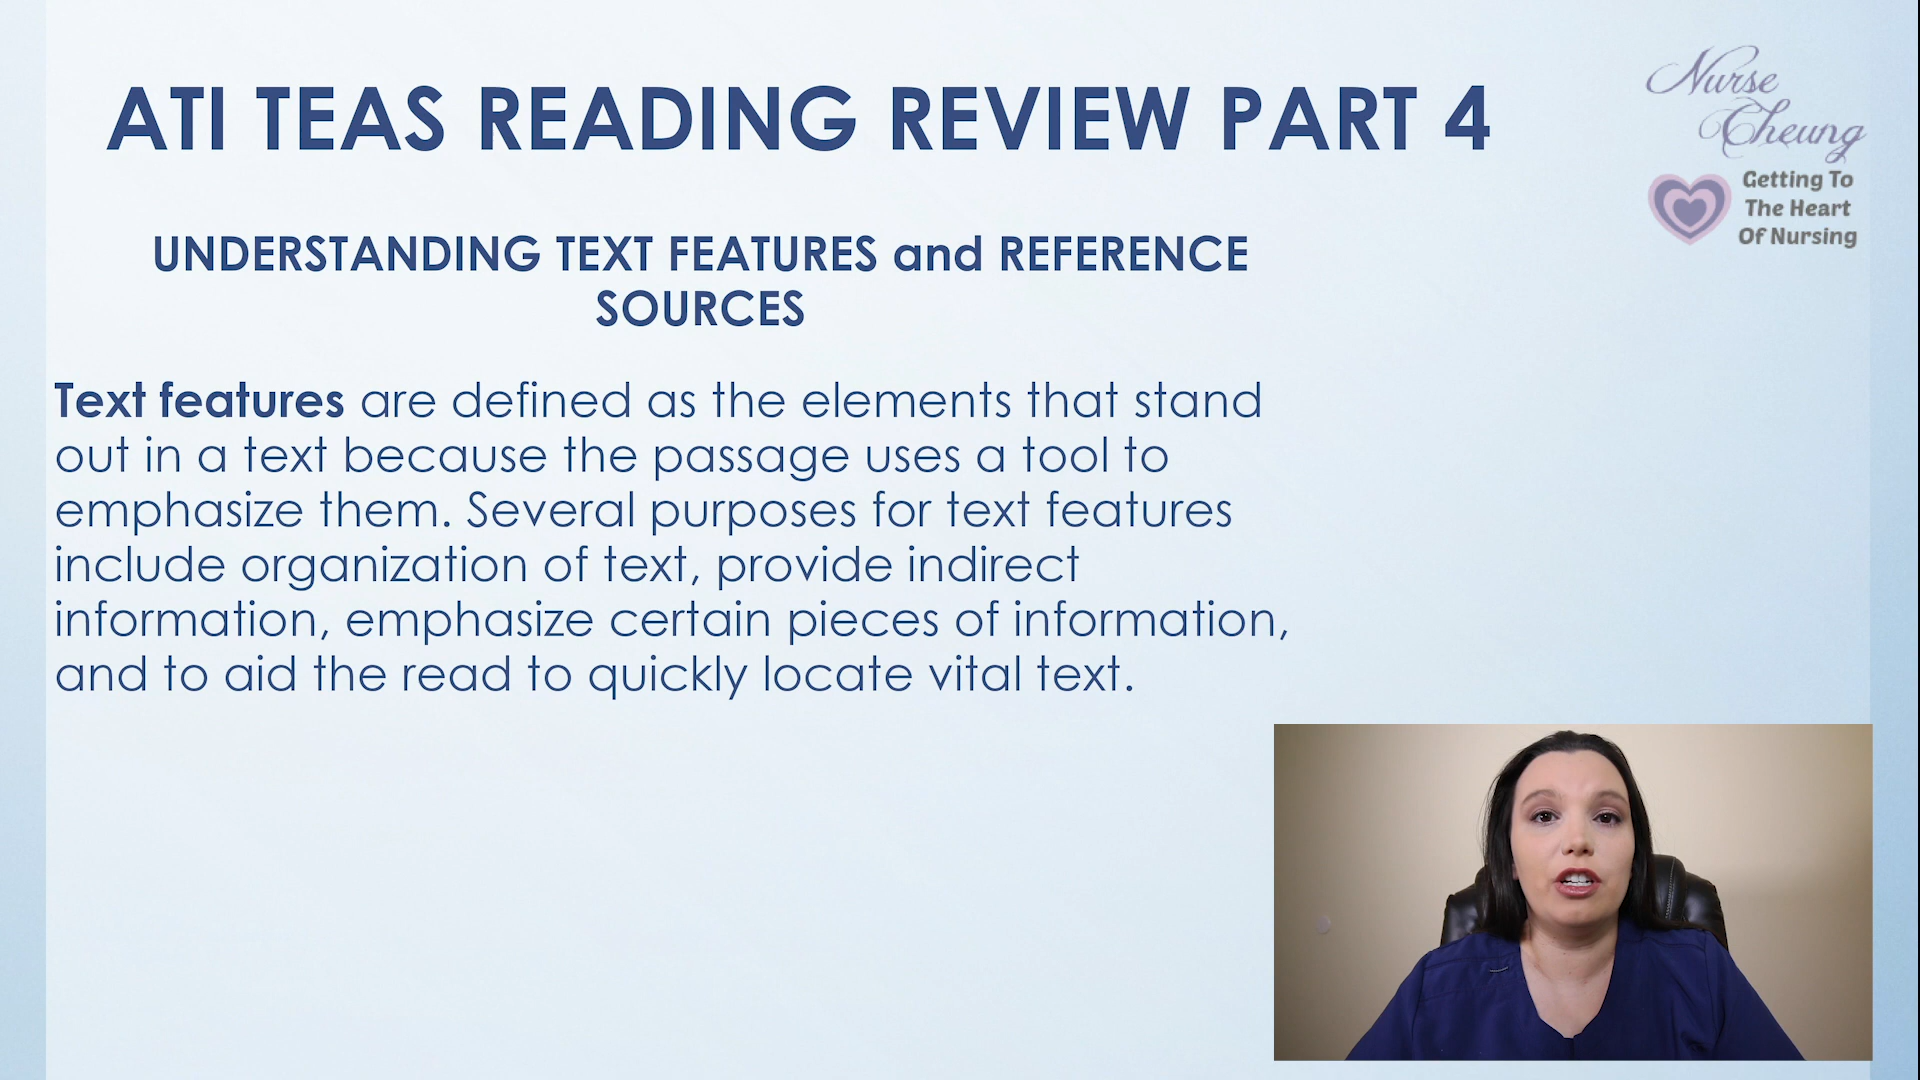 ATI TEAS READING REVIEW PART 4
Nurse
Cheung
Getting To
The Heart
Of Nursing
UNDERSTANDING TEXT FEATURES and REFERENCE
SOURCES
Text features are defined as the elements that stand
out in a text because the passage uses a tool to
emphasize them. Several purposes for text features
include organization of text, provide indirect
information, emphasize certain pieces of information,
and to aid the read to quickly locate vital text.